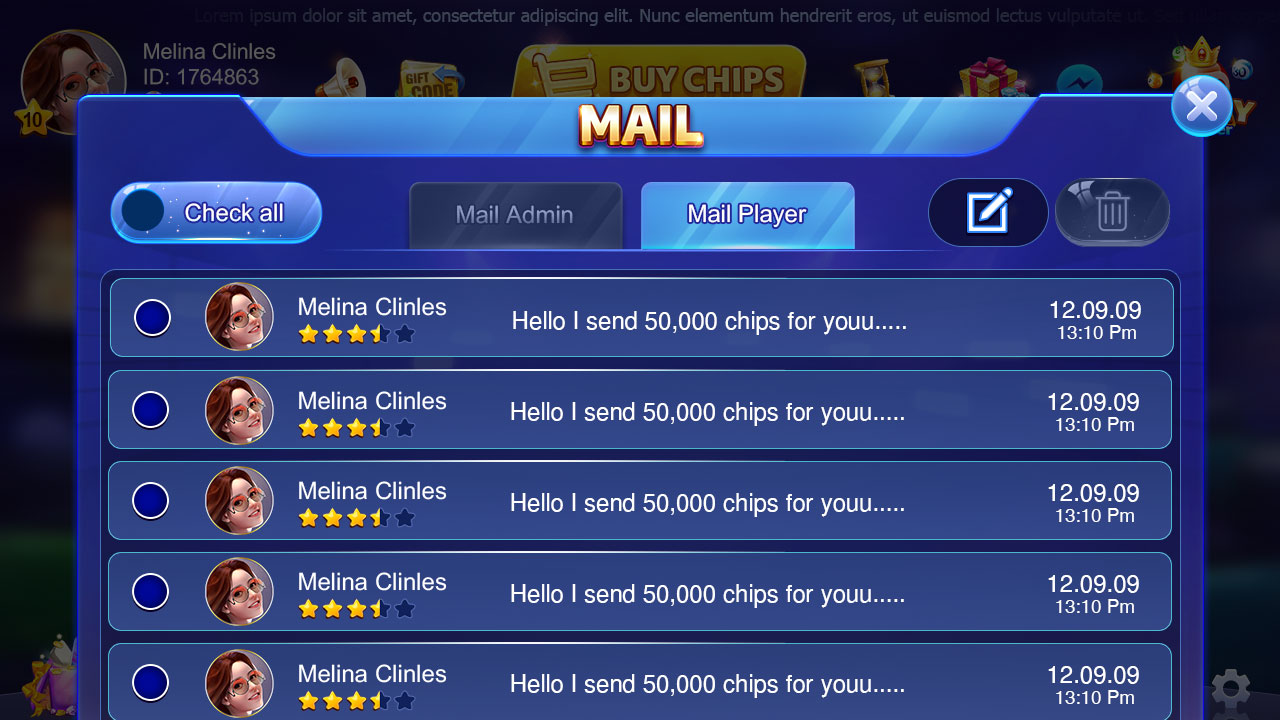 Lorem ipsum dolor sit amet, consectetur adipiscing elit. Nunc elementum hendrerit eros, ut euismod lectus vulputate ut. Sed ullamcorpe
Melina Clinles
ID: 1764863
10
GIFT CODE
BUY CHIPS
MAIL
Check all
Mail Admin
Mail Player
Melina Clinles
Hello I send 50,000 chips for youu.....
12.09.09
13:10 Pm
Melina Clinles
Hello I send 50,000 chips for youu.....
12.09.09
13:10 Pm
Melina Clinles
Hello I send 50,000 chips for youu.....
12.09.09
13:10 Pm
Melina Clinles
Hello I send 50,000 chips for youu.....
12.09.09
13:10 Pm
Melina Clinles
Hello I send 50,000 chips for youu.....
12.09.09
13:10 Pm